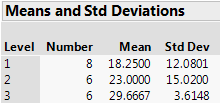 Means and Std Deviations
Level Number Mean Std Dev
1 8 18.2500 12.0801
2 6 23.0000 15.0200
3 6 29.6667 3.6148